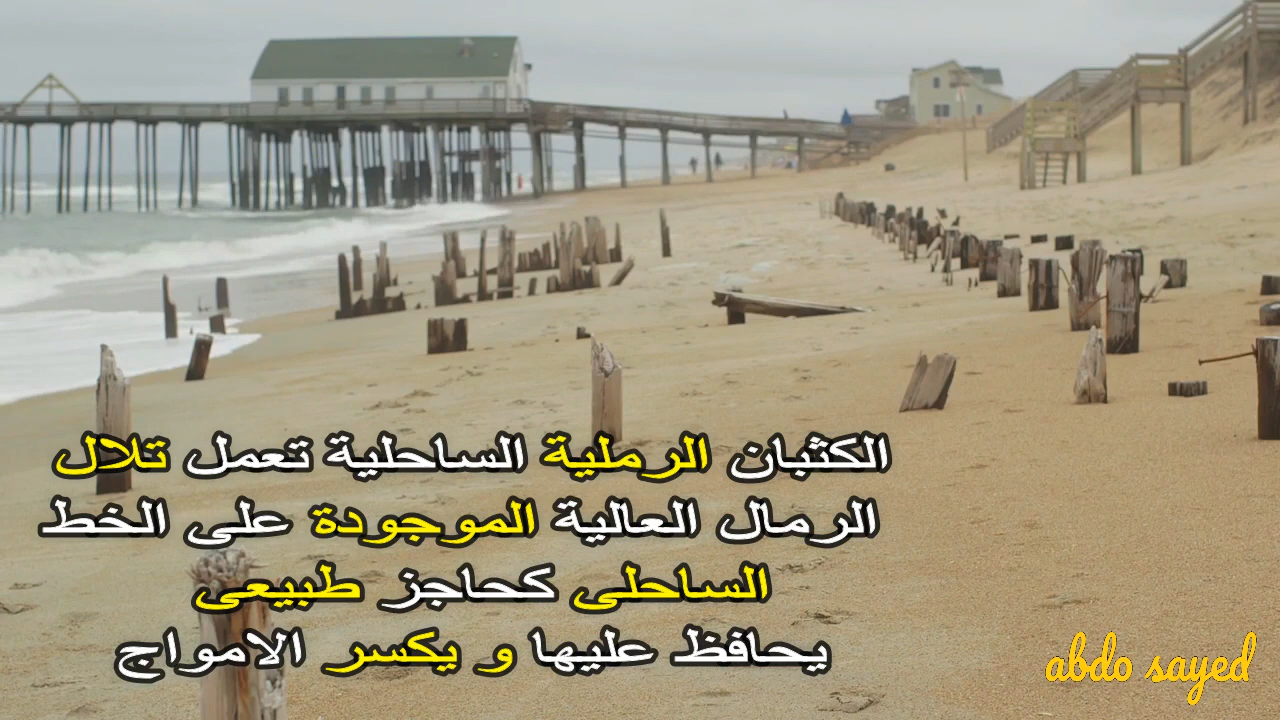 الكثبان الرملية الساحلية تعمل تلال
الرمال العالية الموجودة على الخط
الساحلى كحاجز طبيعى
يحافظ عليها و يكسر الامواج
abdo sayed